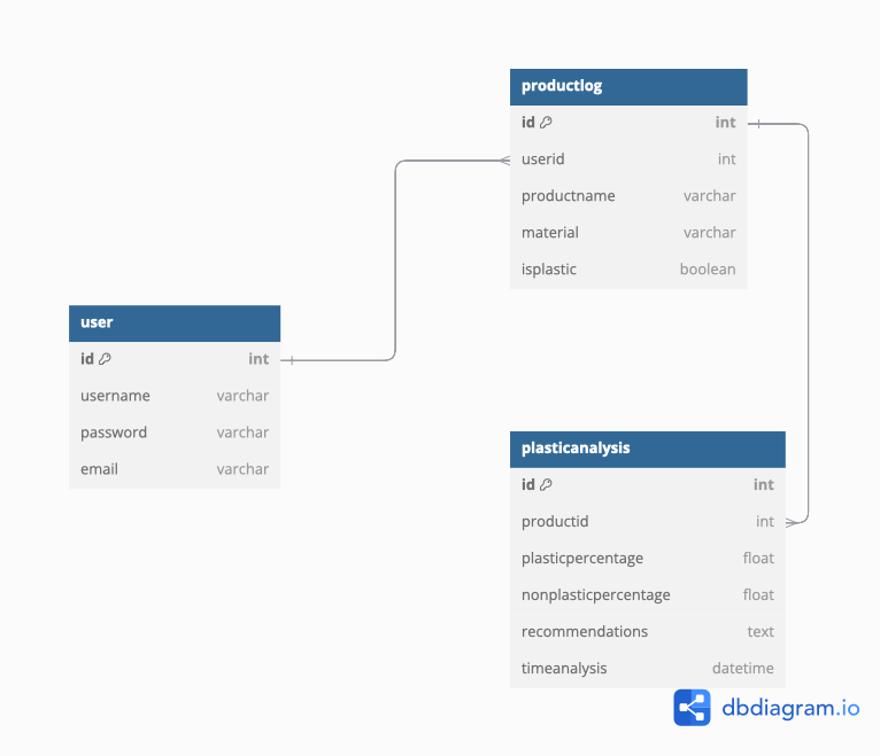 productlog
id int
userid int
productname varchar
material varchar
isplastic boolean
user
id int
username varchar
password varchar
email varchar
plasticanalysis
id int
productid int
plasticpercentage float
nonplasticpercentage float
recommendations text
timeanalysis datetime
dbdiagram.io